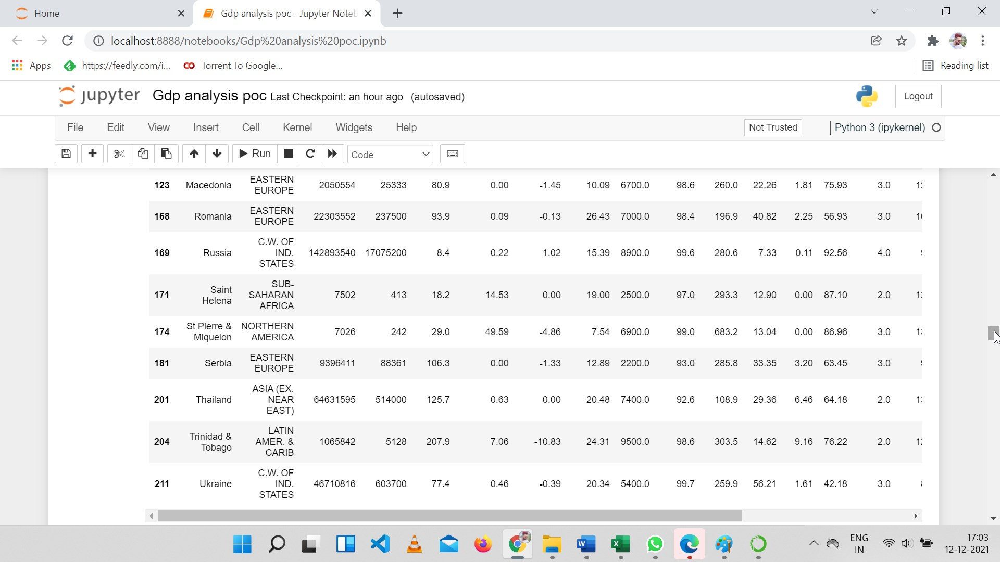 Home
Gdp analysis poc - Jupyter Noteb
localhost:8888/notebooks/Gdp%20analysis%20poc.ipynb
Apps
https://feedly.com/i...
Torrent To Google...
Reading list
jupyter Gdp analysis poc Last Checkpoint: an hour ago (autosaved)
Logout
File Edit View Insert Cell Kernel Widgets Help
Not Trusted
Python 3 (ipykernel)
Run
Code
123 Macedonia EASTERN EUROPE 2050554 25333 80.9 0.00 -1.45 10.09 6700.0 98.6 260.0 22.26 1.81 75.93 3.0
168 Romania EASTERN EUROPE 22303552 237500 93.9 0.09 -0.13 26.43 7000.0 98.4 196.9 40.82 2.25 56.93 3.0
169 Russia C.W. OF IND. STATES 142893540 17075200 8.4 0.22 1.02 15.39 8900.0 99.6 280.6 7.33 0.11 92.56 4.0
171 Saint Helena SUB-SAHARAN AFRICA 7502 413 18.2 14.53 0.00 19.00 2500.0 97.0 293.3 12.90 0.00 87.10 2.0
174 St Pierre & Miquelon NORTHERN AMERICA 7026 242 29.0 49.59 -4.86 7.54 6900.0 99.0 683.2 13.04 0.00 86.96 3.0
181 Serbia EASTERN EUROPE 9396411 88361 106.3 0.00 -1.33 12.89 2200.0 93.0 285.8 33.35 3.20 63.45 3.0
201 Thailand ASIA (EX. NEAR EAST) 64631595 514000 125.7 0.63 0.00 20.48 7400.0 92.6 108.9 29.36 6.46 64.18 2.0
204 Trinidad & Tobago LATIN AMER. & CARIB 1065842 5128 207.9 7.06 -10.83 24.31 9500.0 98.6 303.5 14.62 9.16 76.22 2.0
211 Ukraine C.W. OF IND. STATES 46710816 603700 77.4 0.46 -0.39 20.34 5400.0 99.7 259.9 56.21 1.61 42.18 3.0
ENG
IN
17:03
12-12-2021